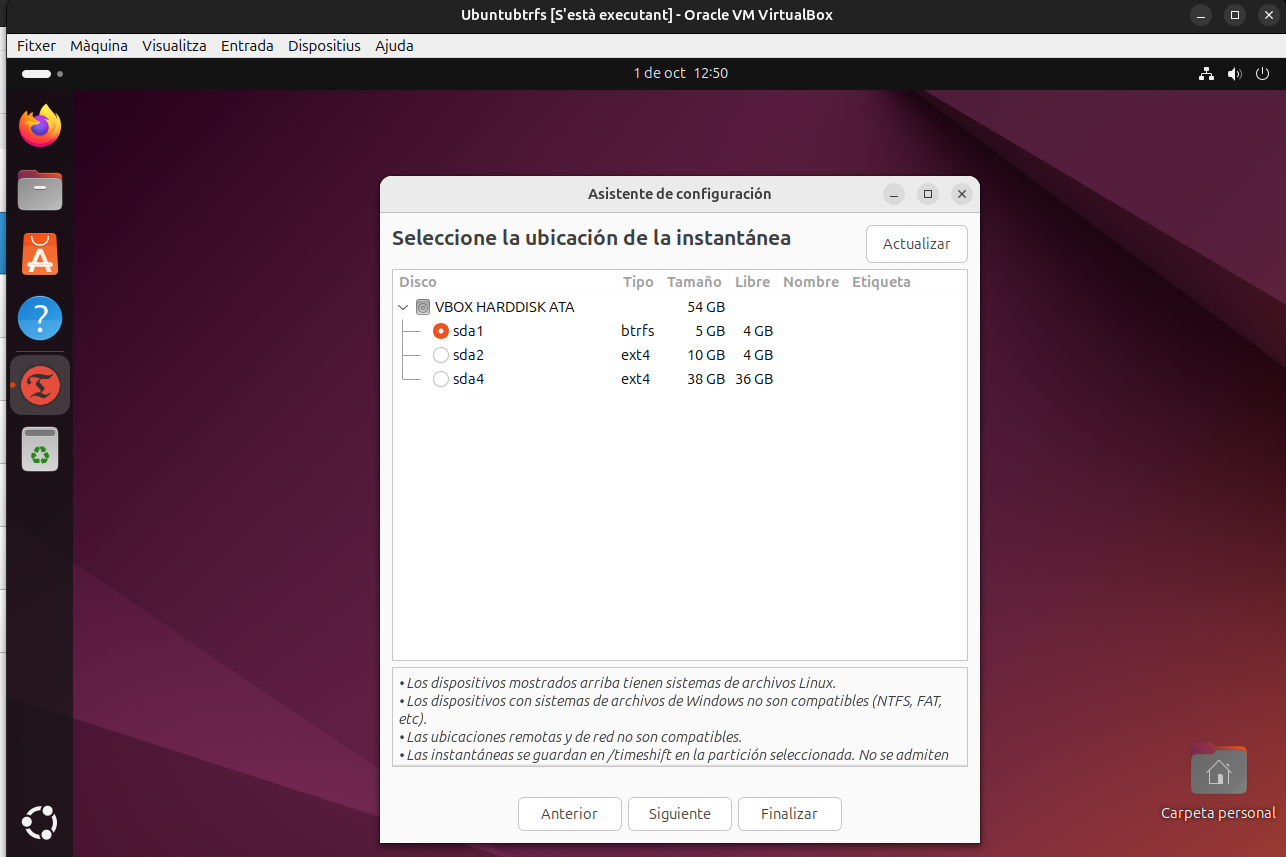 Ubuntubtrfs [S'està executant] - Oracle VM VirtualBox
Fitxer Màquina Visualitza Entrada Dispositius Ajuda
1 de oct 12:50
Asistente de configuración
Seleccione la ubicación de la instantánea
Actualizar
Disco Tipo Tamaño Libre Nombre Etiqueta
VBOX HARDDISK ATA 54 GB
sda1 btrfs 5 GB 4 GB
sda2 ext4 10 GB 4 GB
sda4 ext4 38 GB 36 GB
• Los dispositivos mostrados arriba tienen sistemas de archivos Linux.
• Los dispositivos con sistemas de archivos de Windows no son compatibles (NTFS, FAT,
etc).
• Las ubicaciones remotas y de red no son compatibles.
• Las instantáneas se guardan en /timeshift en la partición seleccionada. No se admiten
Anterior Siguiente Finalizar
Carpeta personal